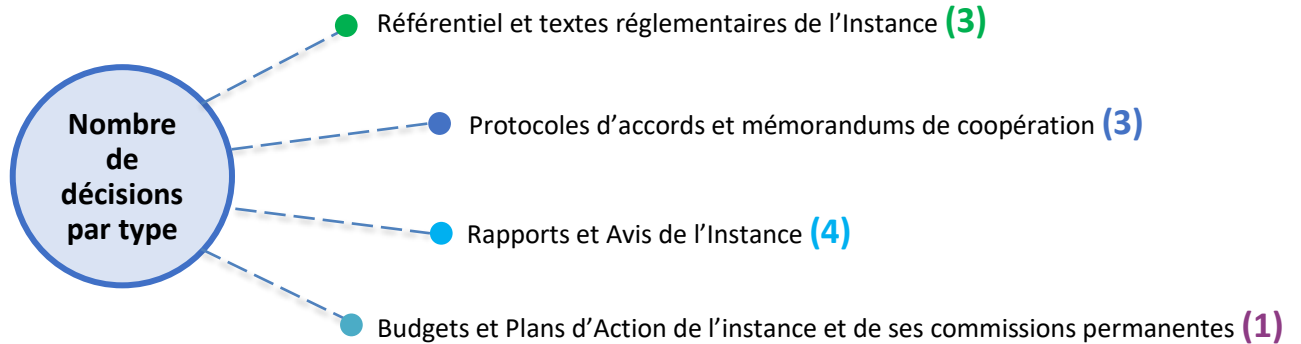 Nombre
de
décisions
par type
Référentiel et textes réglementaires de l’Instance (3)
Protocoles d’accords et mémorandums de coopération (3)
Rapports et Avis de l’Instance (4)
Budgets et Plans d’Action de l’instance et de ses commissions permanentes (1)